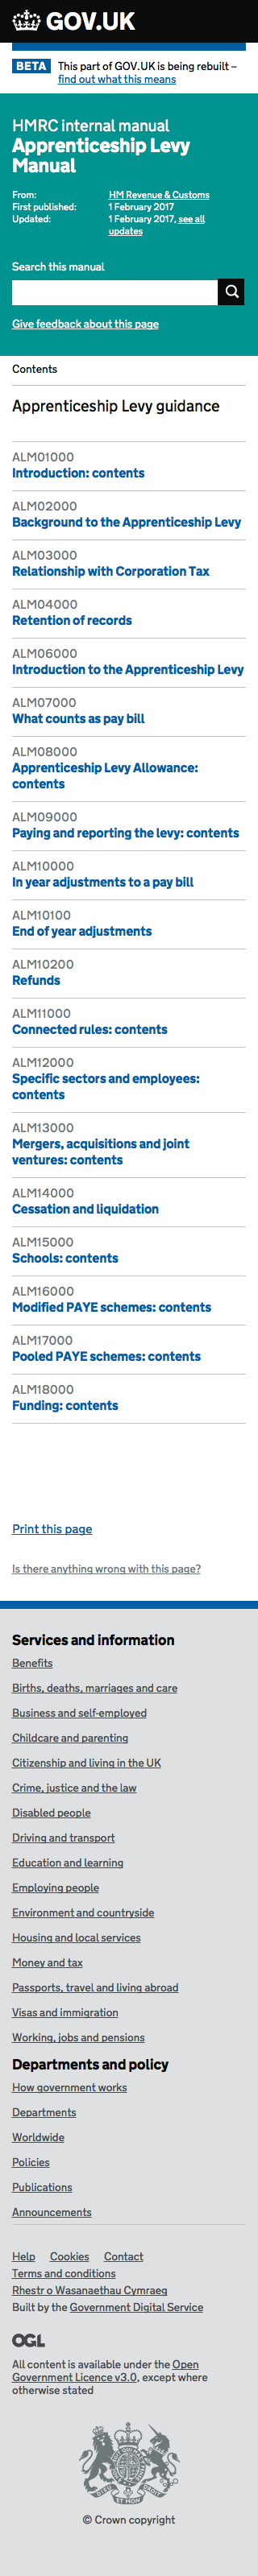 GOV.UK
BETA This part of GOV.UK is being rebuilt –
find out what this means
HMRC internal manual
Apprenticeship Levy
Manual
From: HM Revenue & Customs
First published: 1 February 2017
Updated: 1 February 2017, see all
updates
Search this manual
Give feedback about this page
Contents
Apprenticeship Levy guidance
ALM01000
Introduction: contents
ALM02000
Background to the Apprenticeship Levy
ALM03000
Relationship with Corporation Tax
ALM04000
Retention of records
ALM06000
Introduction to the Apprenticeship Levy
ALM07000
What counts as pay bill
ALM08000
Apprenticeship Levy Allowance:
contents
ALM09000
Paying and reporting the levy: contents
ALM10000
In year adjustments to a pay bill
ALM10100
End of year adjustments
ALM10200
Refunds
ALM11000
Connected rules: contents
ALM12000
Specific sectors and employees:
contents
ALM13000
Mergers, acquisitions and joint
ventures: contents
ALM14000
Cessation and liquidation
ALM15000
Schools: contents
ALM16000
Modified PAYE schemes: contents
ALM17000
Pooled PAYE schemes: contents
ALM18000
Funding: contents
Print this page
Is there anything wrong with this page?
Services and information
Benefits
Births, deaths, marriages and care
Business and self-employed
Childcare and parenting
Citizenship and living in the UK
Crime, justice and the law
Disabled people
Driving and transport
Education and learning
Employing people
Environment and countryside
Housing and local services
Money and tax
Passports, travel and living abroad
Visas and immigration
Working, jobs and pensions
Departments and policy
How government works
Departments
Worldwide
Policies
Publications
Announcements
Help Cookies Contact
Terms and conditions
Rhestr o Wasanaethau Cymraeg
Built by the Government Digital Service
OGL
All content is available under the Open
Government Licence v3.0, except where
otherwise stated
© Crown copyright